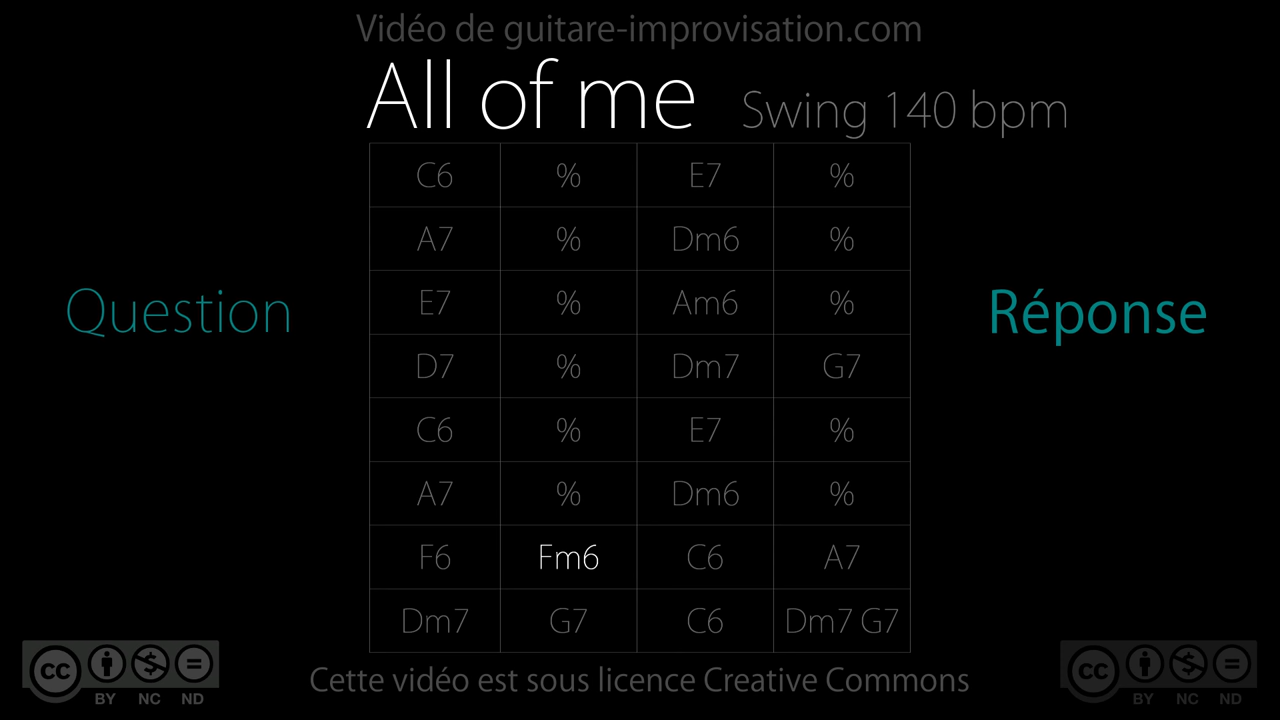 Vidéo de guitare-improvisation.com
All of me Swing 140 bpm
C6 % E7 %
A7 % Dm6 %
E7 % Am6 %
Question
Réponse
D7 % Dm7 G7
C6 % E7 %
A7 % Dm6 %
F6 Fm6 C6 A7
Dm7 G7 C6 Dm7 G7
cc BY NC ND
cc BY NC ND
Cette vidéo est sous licence Creative Commons